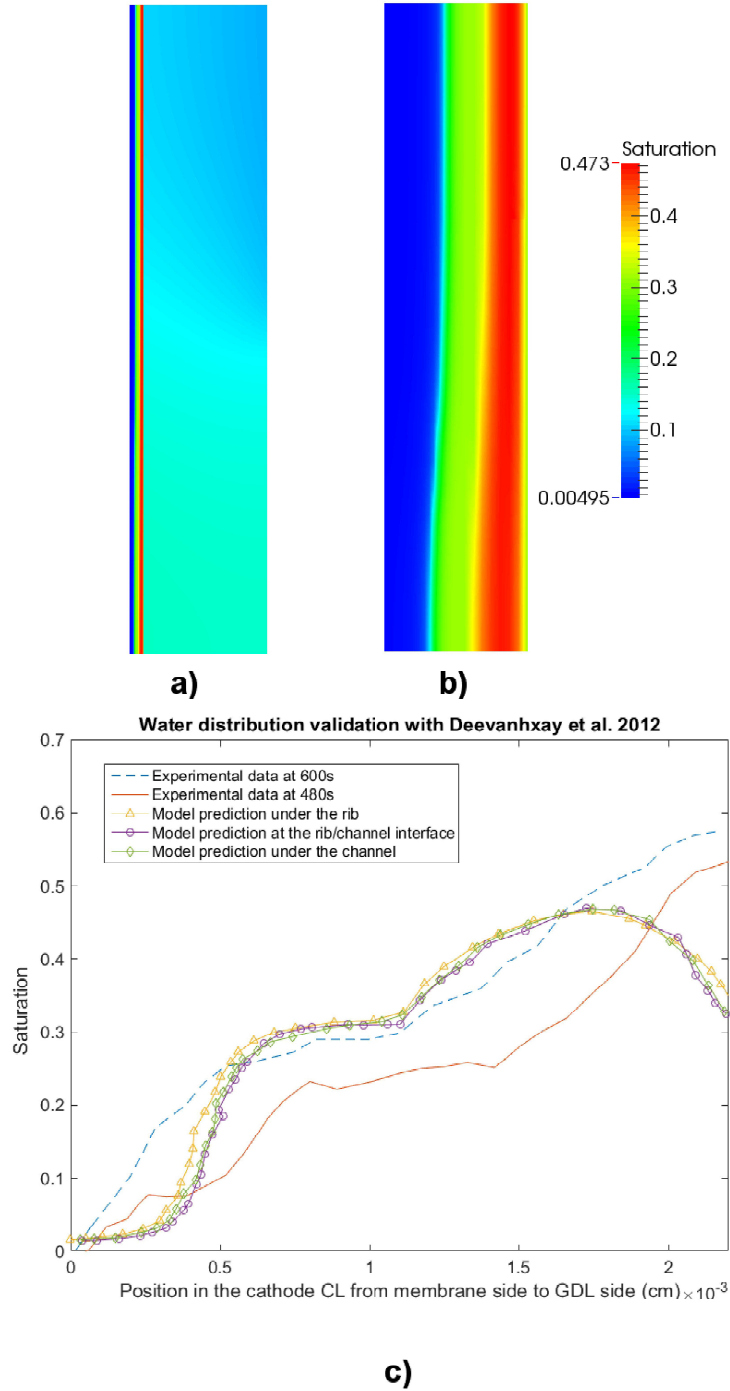 Saturation
0.473
0.4
0.3
0.2
0.1
0.00495
a)
b)
Water distribution validation with Deevanhxay et al. 2012
0.7
0.6
0.5
0.4
0.3
0.2
0.1
0
Saturation
Experimental data at 600s
Experimental data at 480s
Model prediction under the rib
Model prediction at the rib/channel interface
Model prediction under the channel
0
0.5
1
1.5
2
Position in the cathode CL from membrane side to GDL side (cm)
×10⁻³
c)